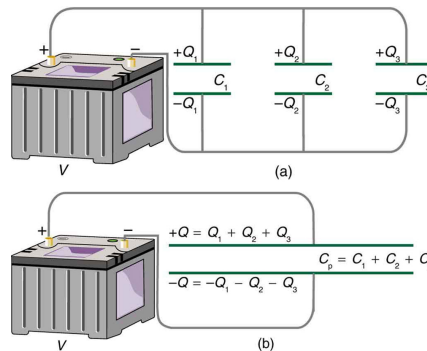 + −
+Q₁ +Q₂ +Q₃
C₁ C₂ C
−Q₁ −Q₂ −Q₃
V
(a)
+ −
+Q = Q₁ + Q₂ + Q₃
Cₚ = C₁ + C₂ + C
−Q = −Q₁ − Q₂ − Q₃
V
(b)